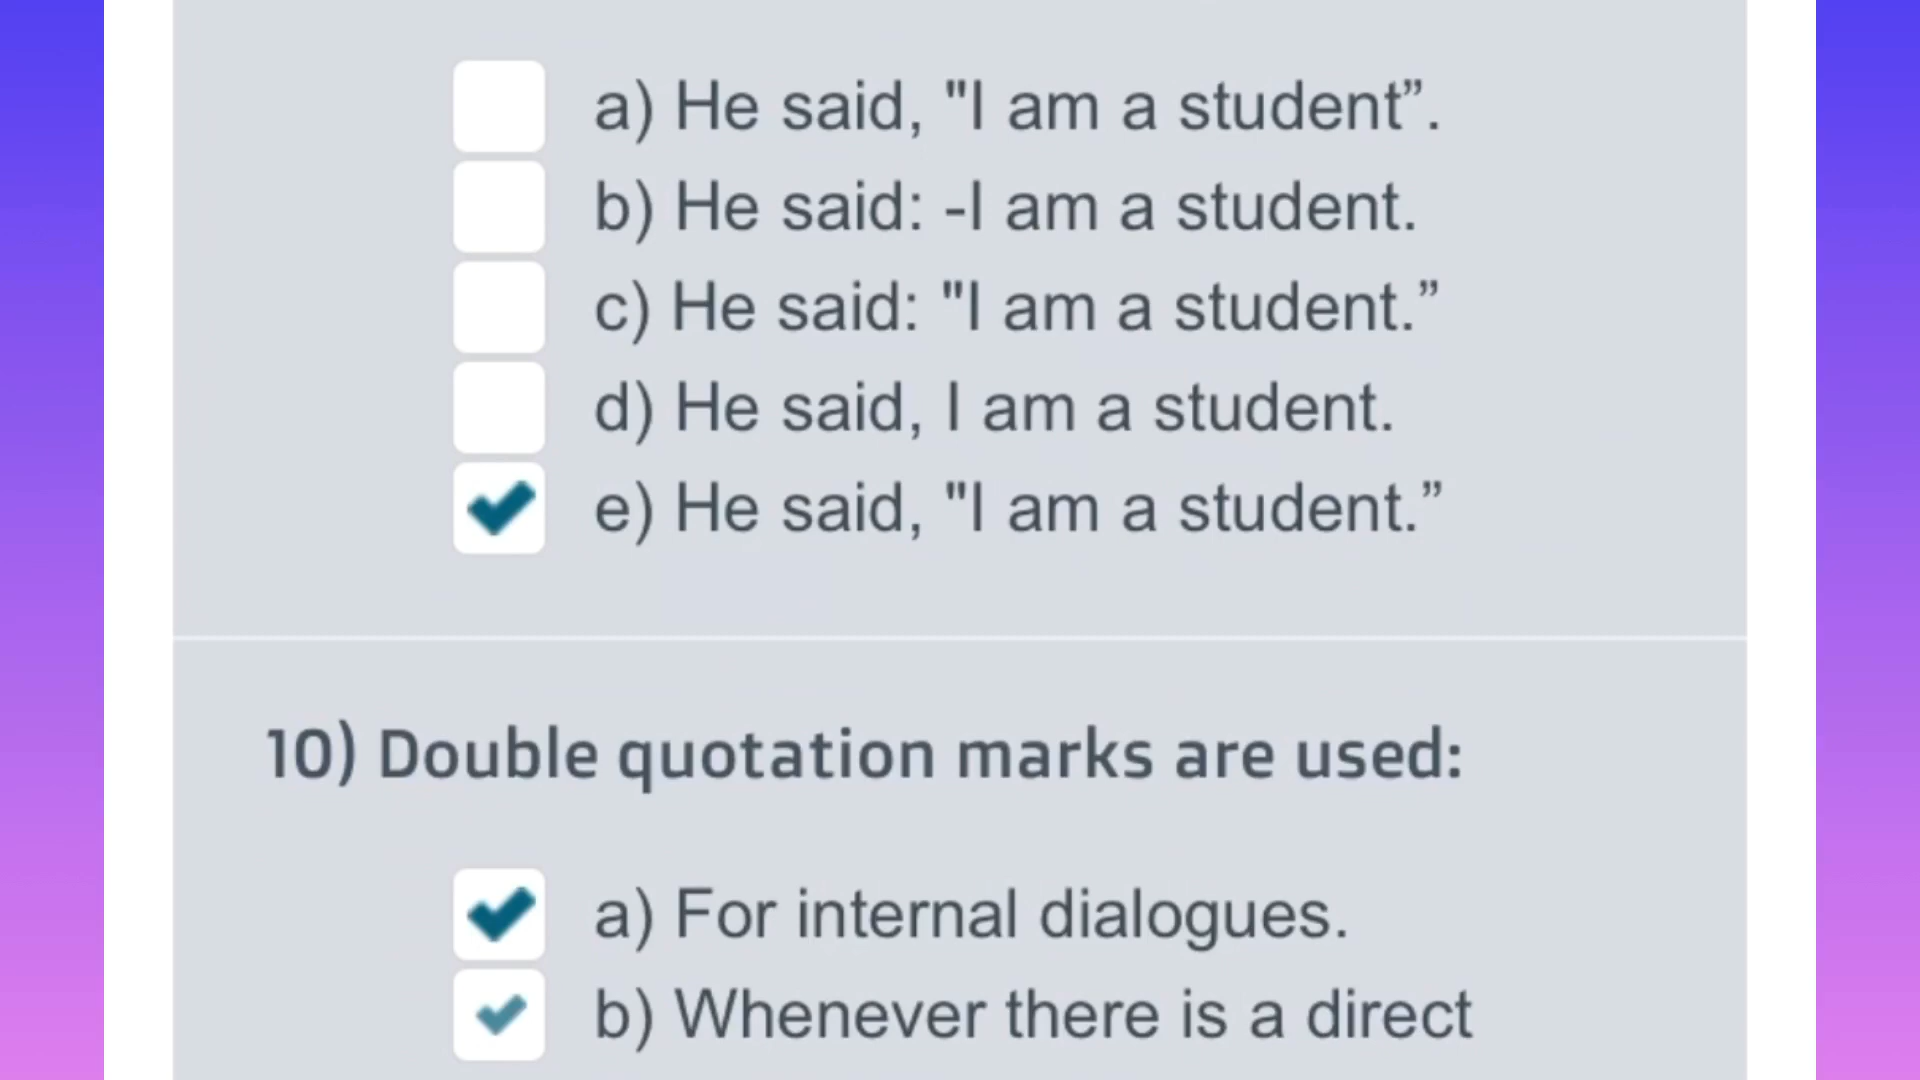 a) He said, "I am a student”.
b) He said: -I am a student.
c) He said: "I am a student.”
d) He said, I am a student.
e) He said, "I am a student.”
10) Double quotation marks are used:
a) For internal dialogues.
b) Whenever there is a direct